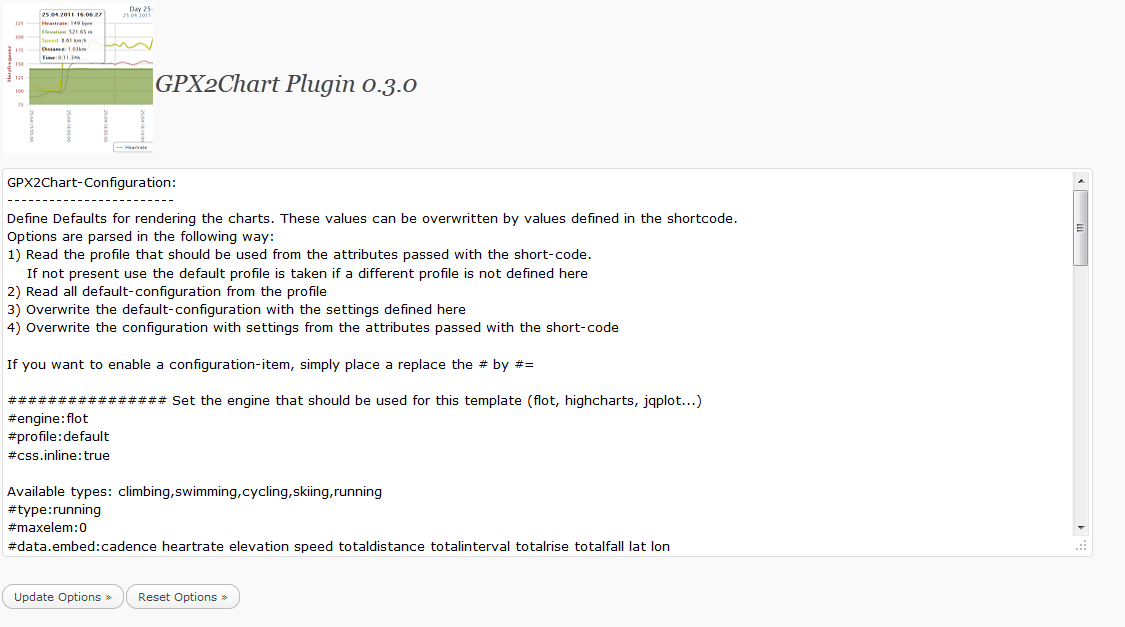 25.04.2011 16:06:27
Heartrate: 149 bpm
Elevation: 521.65 m
Speed: 8.61 km/h
Distance: 1.03km
Time: 0:11:34h
Day 25-
25.04.2011
Herzfrequenz
225
200
175
150
125
100
75
Heartrate
GPX2Chart Plugin 0.3.0
GPX2Chart-Configuration:
------------------------
Define Defaults for rendering the charts. These values can be overwritten by values defined in the shortcode.
Options are parsed in the following way:
1) Read the profile that should be used from the attributes passed with the short-code.
If not present use the default profile is taken if a different profile is not defined here
2) Read all default-configuration from the profile
3) Overwrite the default-configuration with the settings defined here
4) Overwrite the configuration with settings from the attributes passed with the short-code
If you want to enable a configuration-item, simply place a replace the # by #=
################ Set the engine that should be used for this template (flot, highcharts, jqplot...)
#engine:flot
#profile:default
#css.inline:true
Available types: climbing,swimming,cycling,skiing,running
#type:running
#maxelem:0
#data.embed:cadence heartrate elevation speed totaldistance totalinterval totalrise totalfall lat lon
Update Options »
Reset Options »